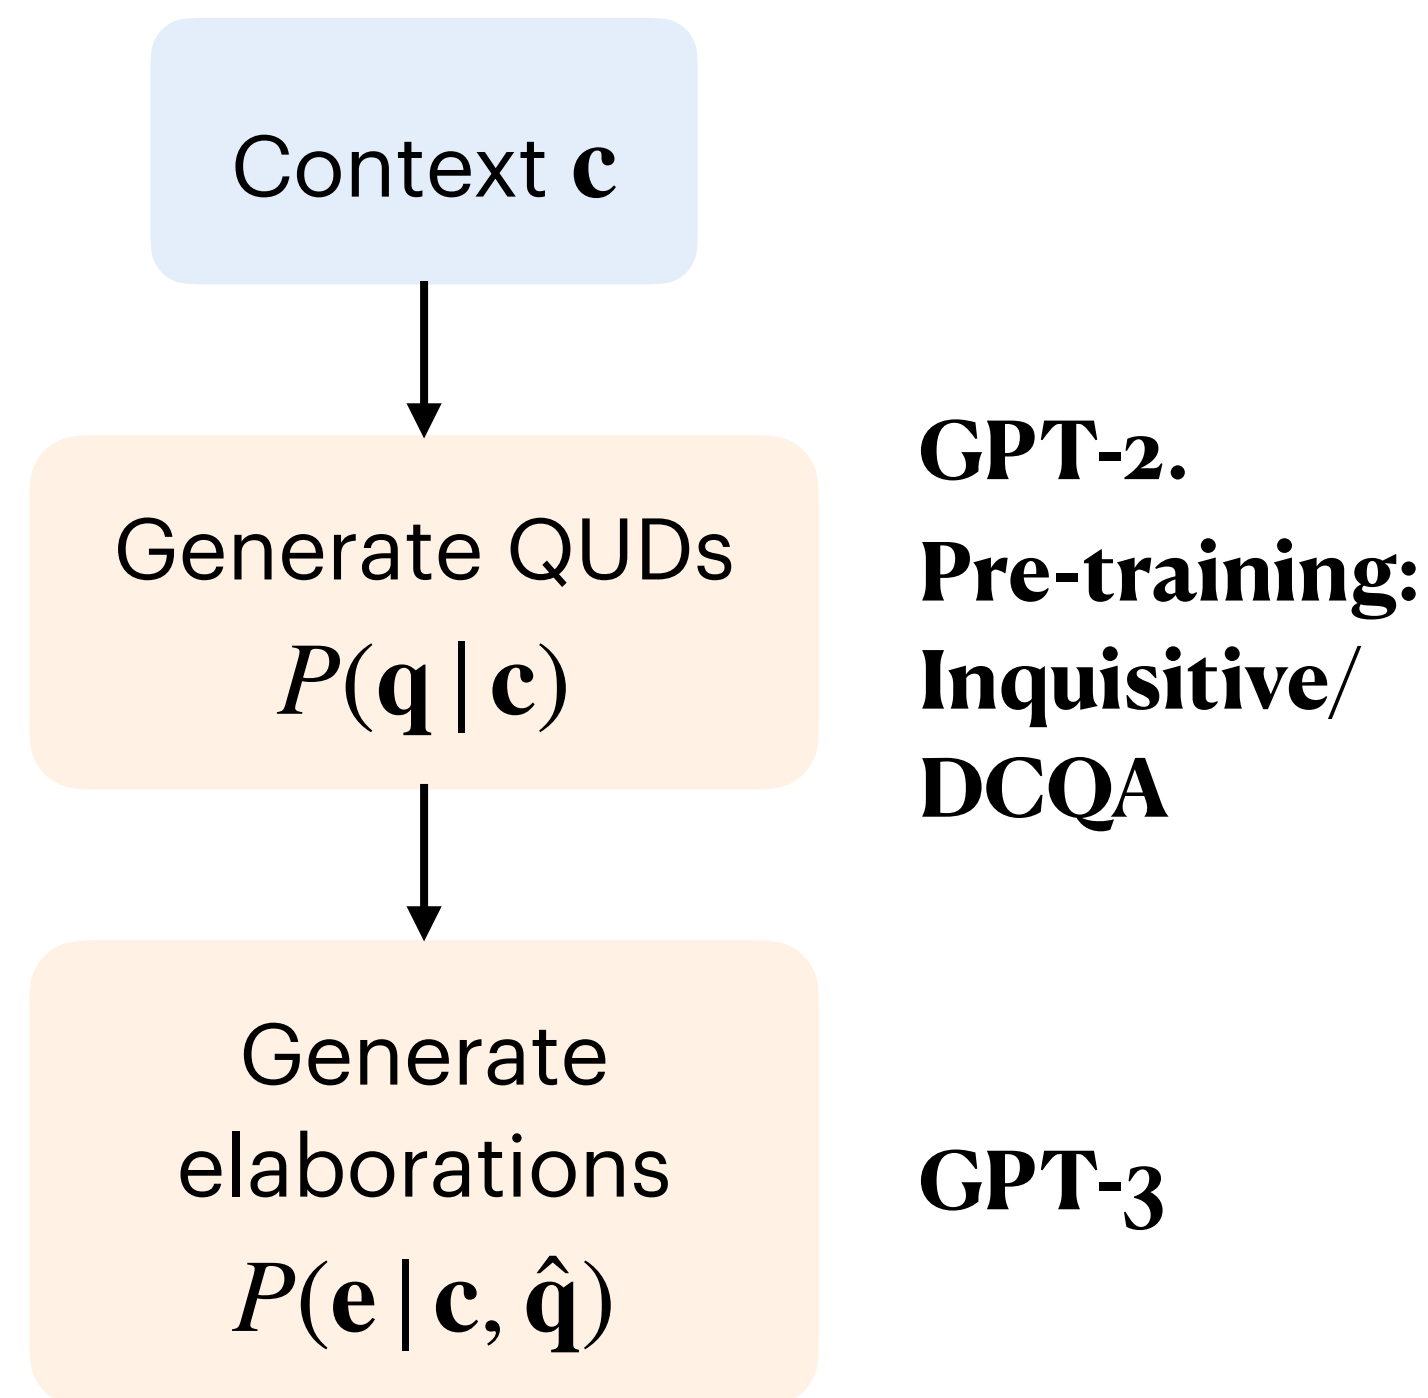 Context c
Generate QUDs
P(q | c)
GPT-2.
Pre-training:
Inquisitive/
DCQA
Generate
elaborations
P(e | c, q̂)
GPT-3